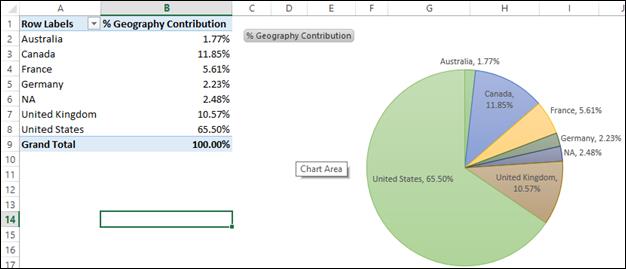 A B C D E F G H I J
1 Row Labels % Geography Contribution
2 Australia 1.77%
3 Canada 11.85%
4 France 5.61%
5 Germany 2.23%
6 NA 2.48%
7 United Kingdom 10.57%
8 United States 65.50%
9 Grand Total 100.00%
10
11
12
13
14
15
16
17
% Geography Contribution
Australia, 1.77%
Canada,
11.85%
France, 5.61%
Germany, 2.23%
NA, 2.48%
United Kingdom,
10.57%
United States, 65.50%
Chart Area